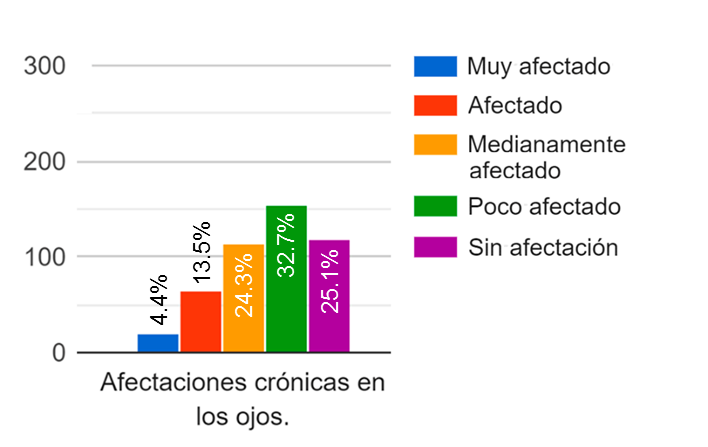 300
200
100
0
4.4%
13.5%
24.3%
32.7%
25.1%
Afectaciones crónicas en
los ojos.
Muy afectado
Afectado
Medianamente
afectado
Poco afectado
Sin afectación